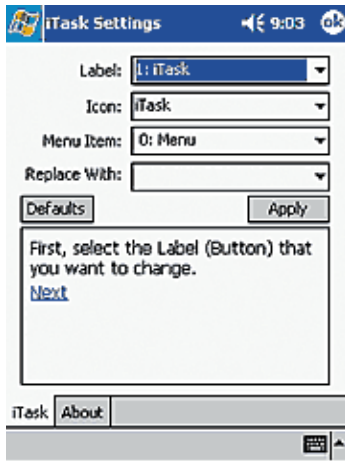 iTask Settings 9:03 ok
Label: 1: iTask
Icon: iTask
Menu Item: 0: Menu
Replace With:
Defaults Apply
First, select the Label (Button) that
you want to change.
Next
iTask About